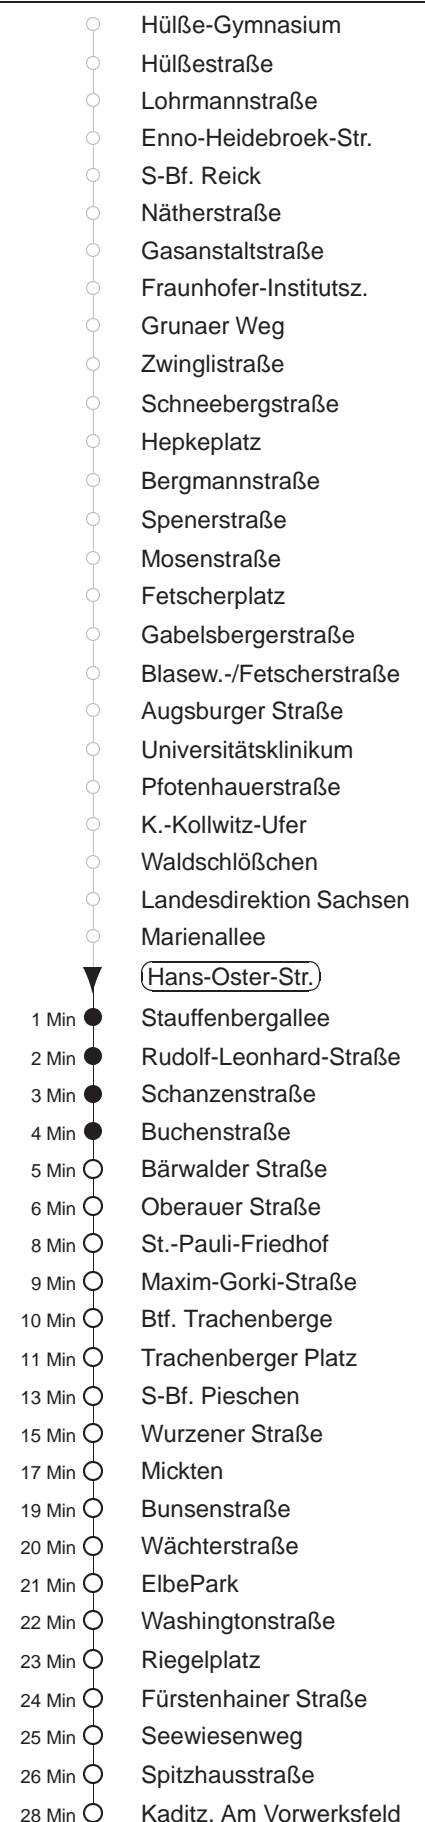 Hülße-Gymnasium
Hülßestraße
Lohrmannstraße
Enno-Heidebroek-Str.
S-Bf. Reick
Nätherstraße
Gasanstaltstraße
Fraunhofer-Institutsz.
Grunaer Weg
Zwinglistraße
Schneebergstraße
Hepkeplatz
Bergmannstraße
Spenerstraße
Mosenstraße
Fetscherplatz
Gabelsbergerstraße
Blasew.-/Fetscherstraße
Augsburger Straße
Universitätsklinikum
Pfotenhauerstraße
K.-Kollwitz-Ufer
Waldschlößchen
Landesdirektion Sachsen
Marienallee
Hans-Oster-Str.
1 Min Stauffenbergallee
2 Min Rudolf-Leonhard-Straße
3 Min Schanzenstraße
4 Min Buchenstraße
5 Min Bärwalder Straße
6 Min Oberauer Straße
8 Min St.-Pauli-Friedhof
9 Min Maxim-Gorki-Straße
10 Min Btf. Trachenberge
11 Min Trachenberger Platz
13 Min S-Bf. Pieschen
15 Min Wurzener Straße
17 Min Mickten
19 Min Bunsenstraße
20 Min Wächterstraße
21 Min ElbePark
22 Min Washingtonstraße
23 Min Riegelplatz
24 Min Fürstenhainer Straße
25 Min Seewiesenweg
26 Min Spitzhausstraße
28 Min Kaditz, Am Vorwerksfeld